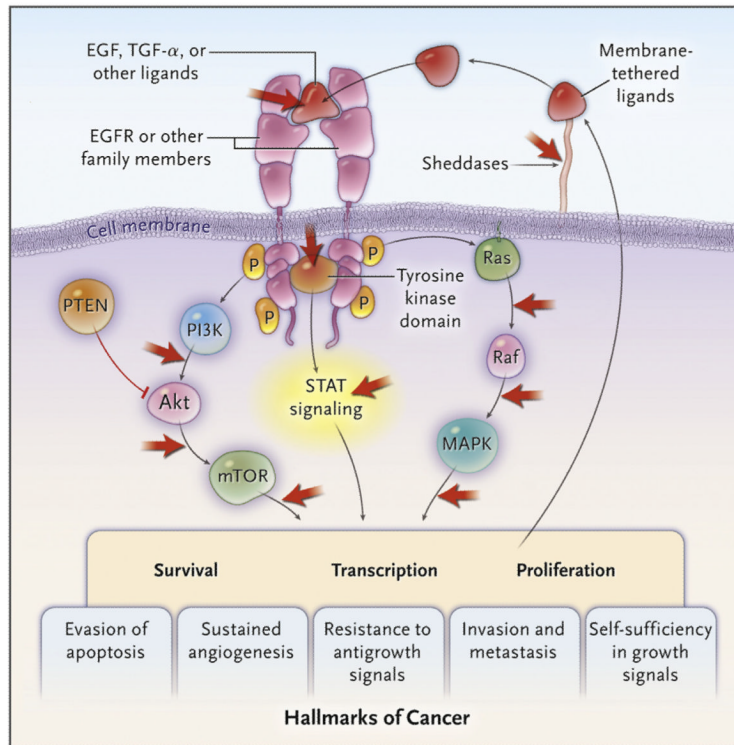 EGF, TGF-α, or
other ligands
Membrane-
tethered
ligands
EGFR or other
family members
Sheddases
Cell membrane
P
P
P
P
Ras
Tyrosine
kinase
domain
PTEN
PI3K
Raf
STAT
signaling
Akt
MAPK
mTOR
Survival
Transcription
Proliferation
Evasion of
apoptosis
Sustained
angiogenesis
Resistance to
antigrowth
signals
Invasion and
metastasis
Self-sufficiency
in growth
signals
Hallmarks of Cancer